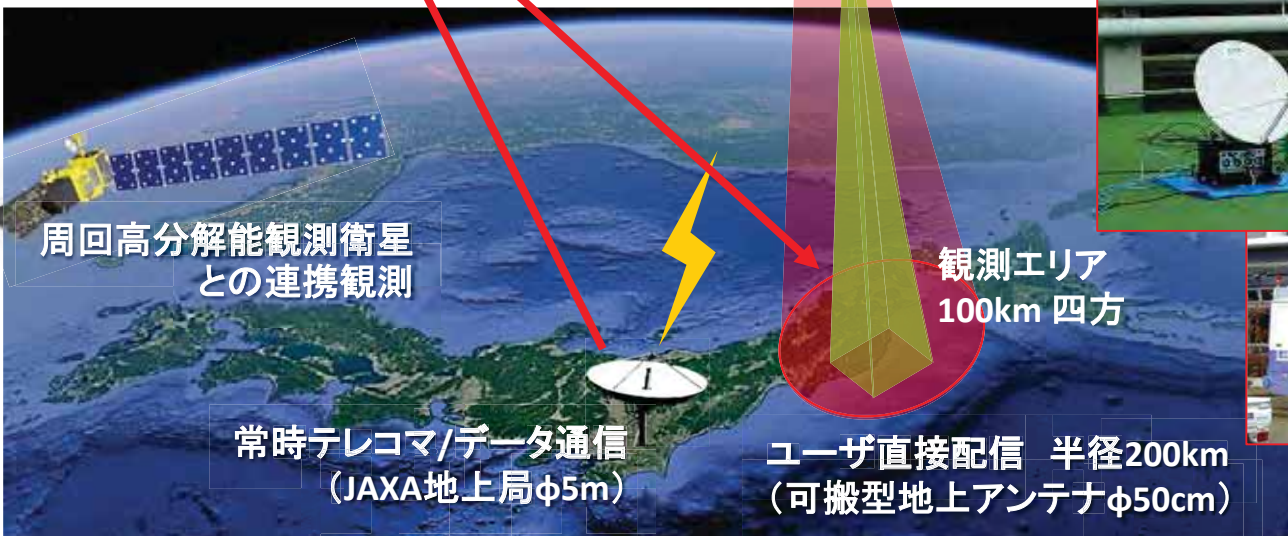 周回高分解能観測衛星
との連携観測
観測エリア
100km 四方
常時テレコマ/データ通信
（JAXA地上局φ5m）
ユーザ直接配信　半径200km
（可搬型地上アンテナφ50cm）